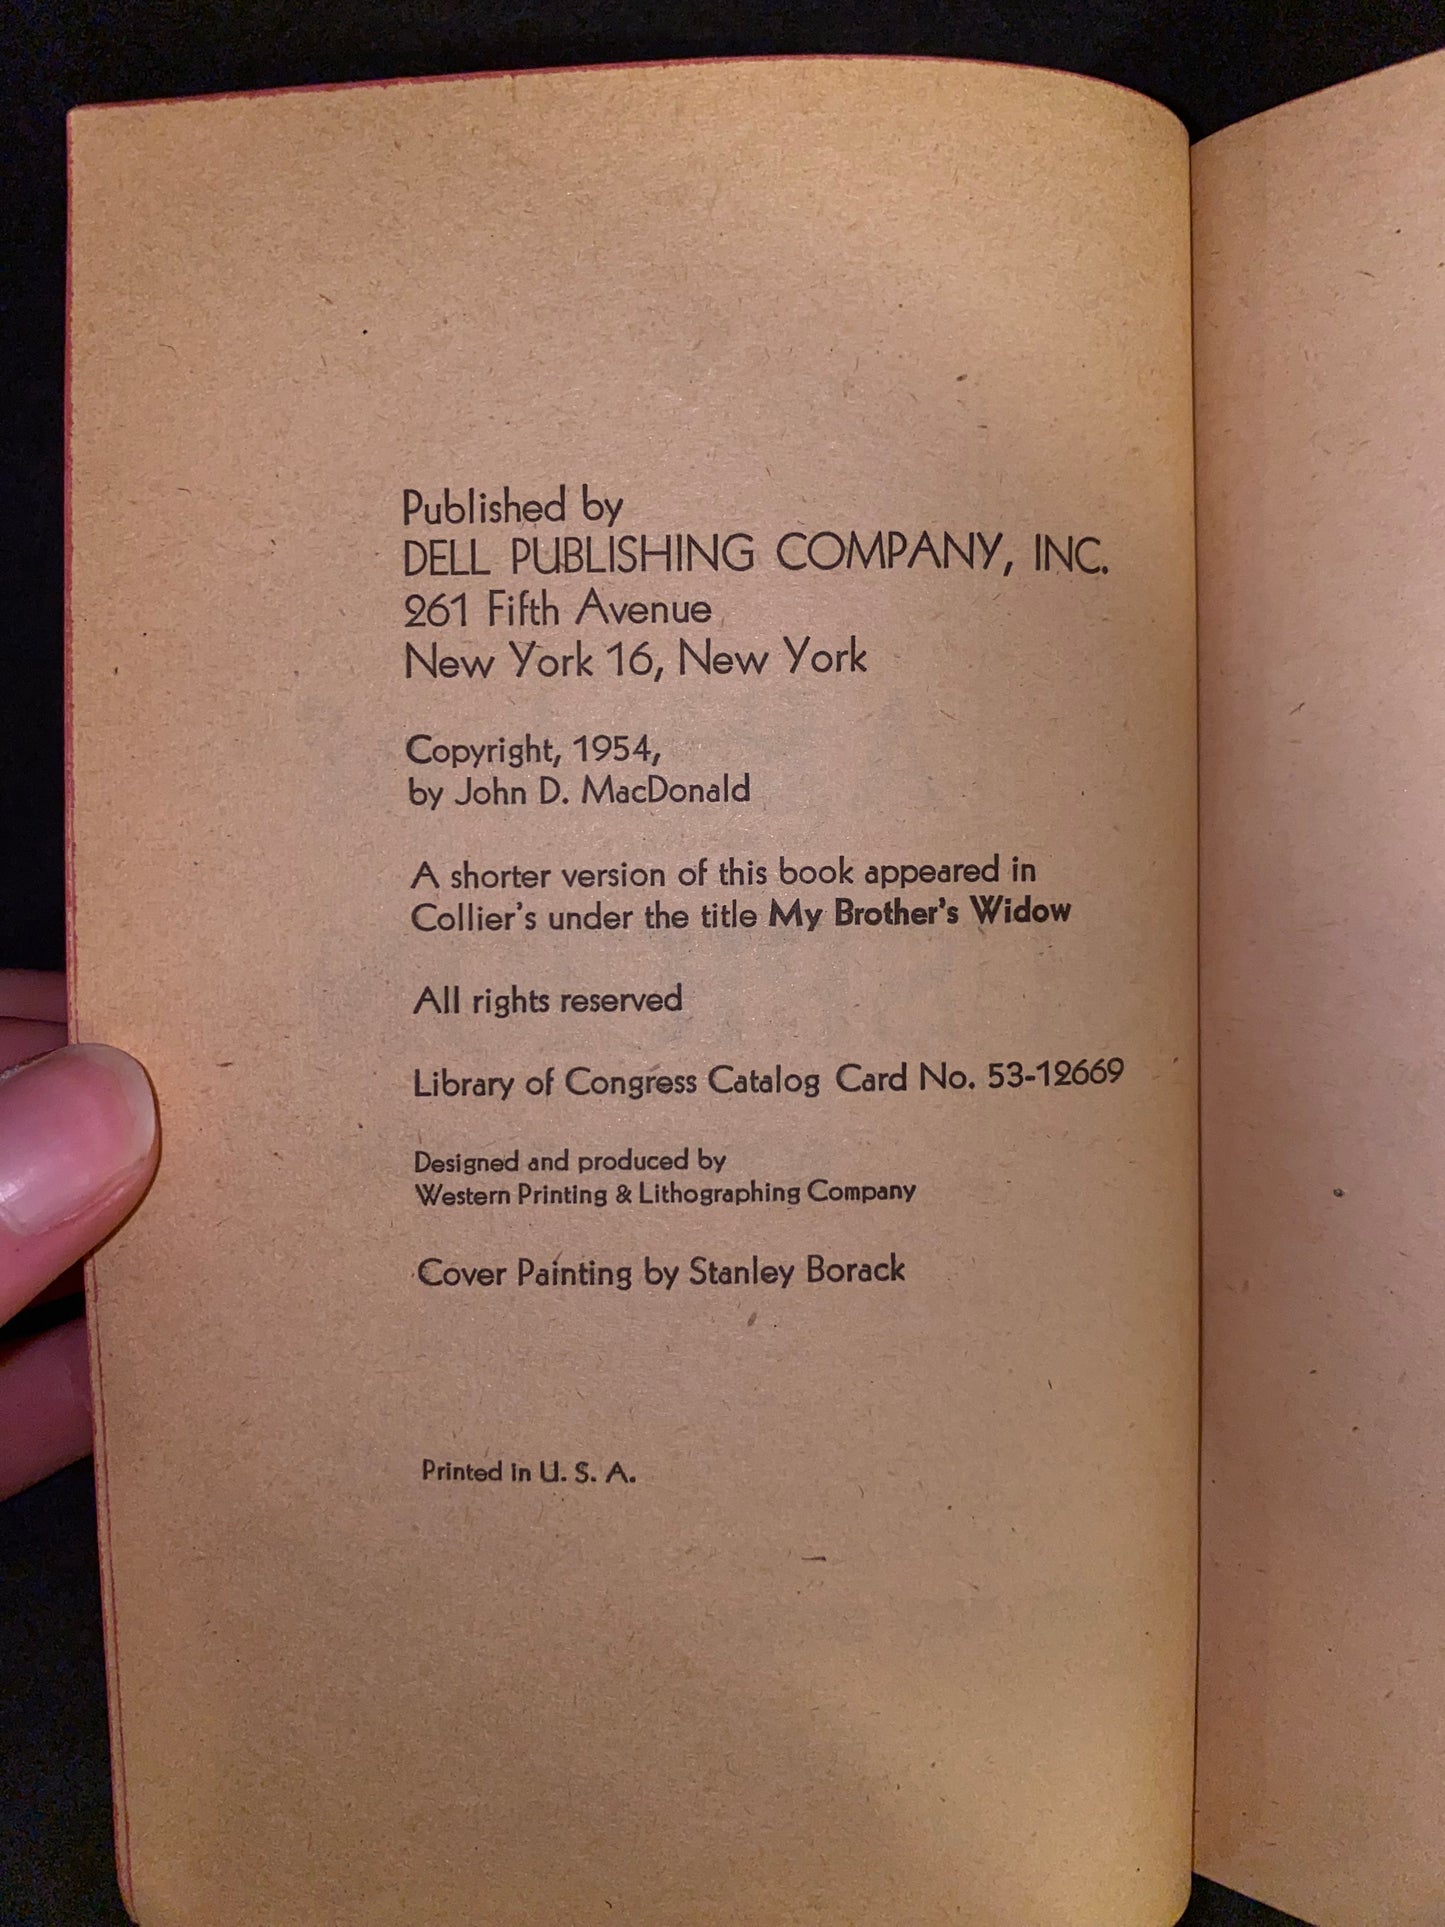 Published by
DELL PUBLISHING COMPANY, INC.
261 Fifth Avenue
New York 16, New York
Copyright, 1954,
by John D. MacDonald
A shorter version of this book appeared in
Collier's under the title My Brother's Widow
All rights reserved
Library of Congress Catalog Card No. 53-12669
Designed and produced by
Western Printing & Lithographing Company
Cover Painting by Stanley Borack
Printed in U. S. A.